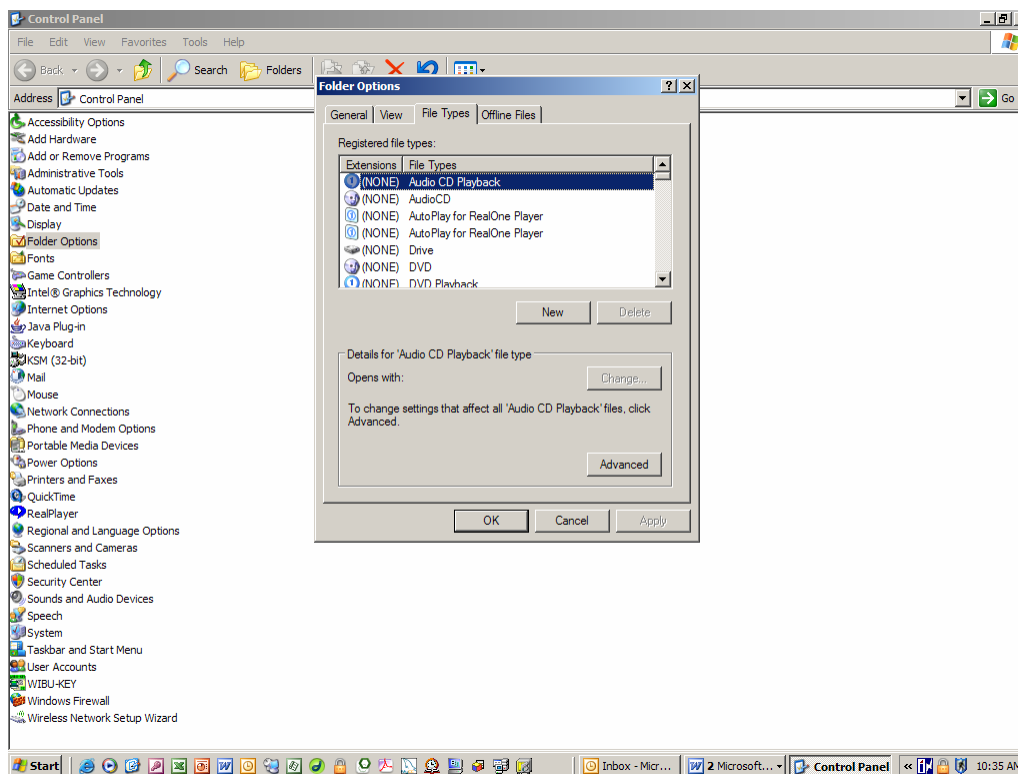 Control Panel
File Edit View Favorites Tools Help
Back Search Folders
Address Control Panel Go
Accessibility Options
Add Hardware
Add or Remove Programs
Administrative Tools
Automatic Updates
Date and Time
Display
Folder Options
Fonts
Game Controllers
Intel® Graphics Technology
Internet Options
Java Plug-in
Keyboard
KSM (32-bit)
Mail
Mouse
Network Connections
Phone and Modem Options
Portable Media Devices
Power Options
Printers and Faxes
QuickTime
RealPlayer
Regional and Language Options
Scanners and Cameras
Scheduled Tasks
Security Center
Sounds and Audio Devices
Speech
System
Taskbar and Start Menu
User Accounts
WIBU-KEY
Windows Firewall
Wireless Network Setup Wizard
Folder Options
General View File Types Offline Files
Registered file types:
Extensions File Types
(NONE) Audio CD Playback
(NONE) AudioCD
(NONE) AutoPlay for RealOne Player
(NONE) AutoPlay for RealOne Player
(NONE) Drive
(NONE) DVD
(NONE) DVD Playback
New Delete
Details for 'Audio CD Playback' file type
Opens with: Change...
To change settings that affect all 'Audio CD Playback' files, click
Advanced.
Advanced
OK Cancel Apply
Start Inbox - Micr... 2 Microsoft... Control Panel « 10:35 AM